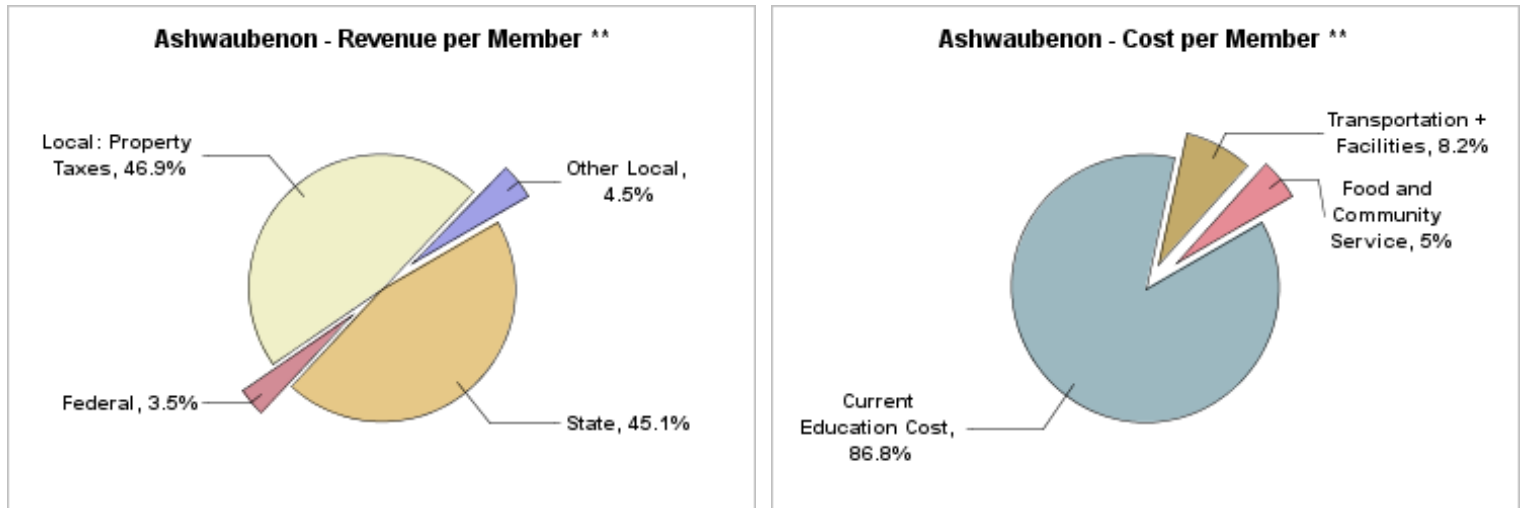 Ashwaubenon - Revenue per Member **
Local: Property
Taxes, 46.9%
Other Local,
4.5%
Federal, 3.5%
State, 45.1%
Ashwaubenon - Cost per Member **
Transportation +
Facilities, 8.2%
Food and
Community
Service, 5%
Current
Education Cost,
86.8%